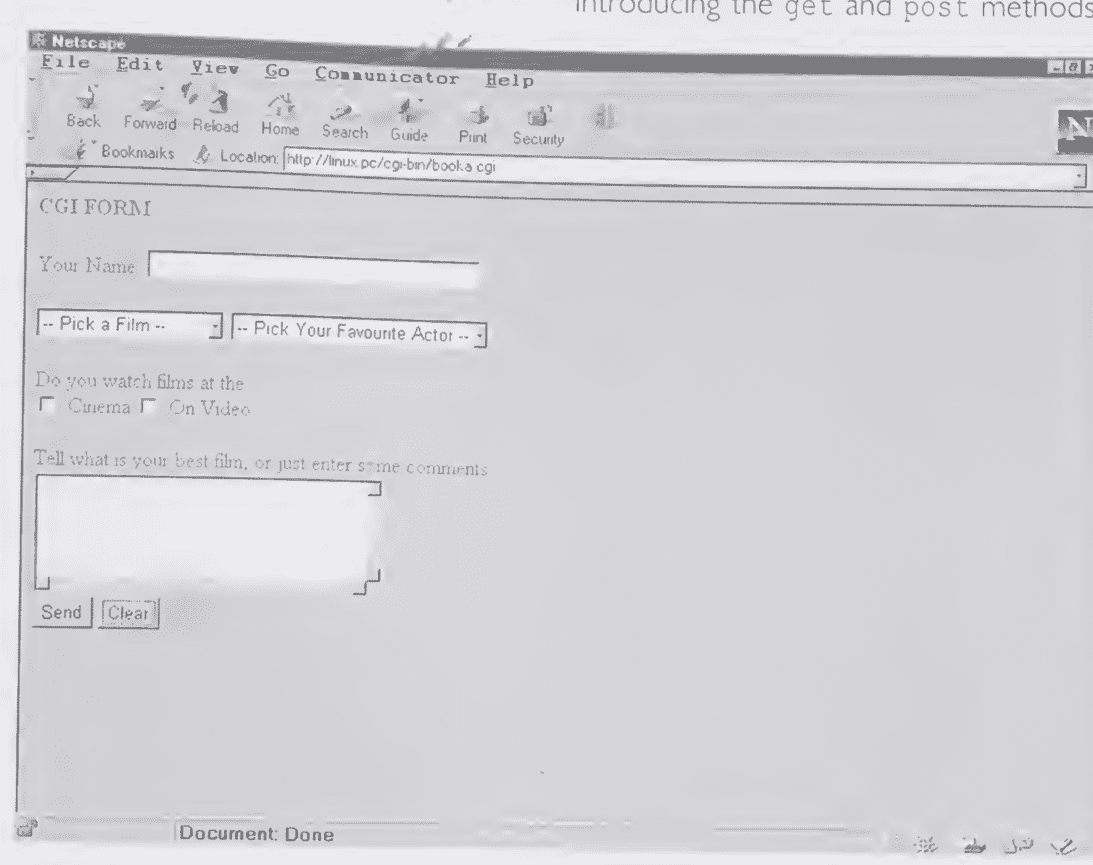 introducing the get and post methods
Netscape
File Edit View Go Communicator Help
Back Forward Reload Home Search Guide Print Security
N
Bookmarks Location: http://linux.pc/cgi-bin/booka.cgi
CGI FORM
Your Name
-- Pick a Film -- -- Pick Your Favourite Actor --
Do you watch films at the
Cinema On Video
Tell what is your best film, or just enter some comments
Send Clear
Document: Done